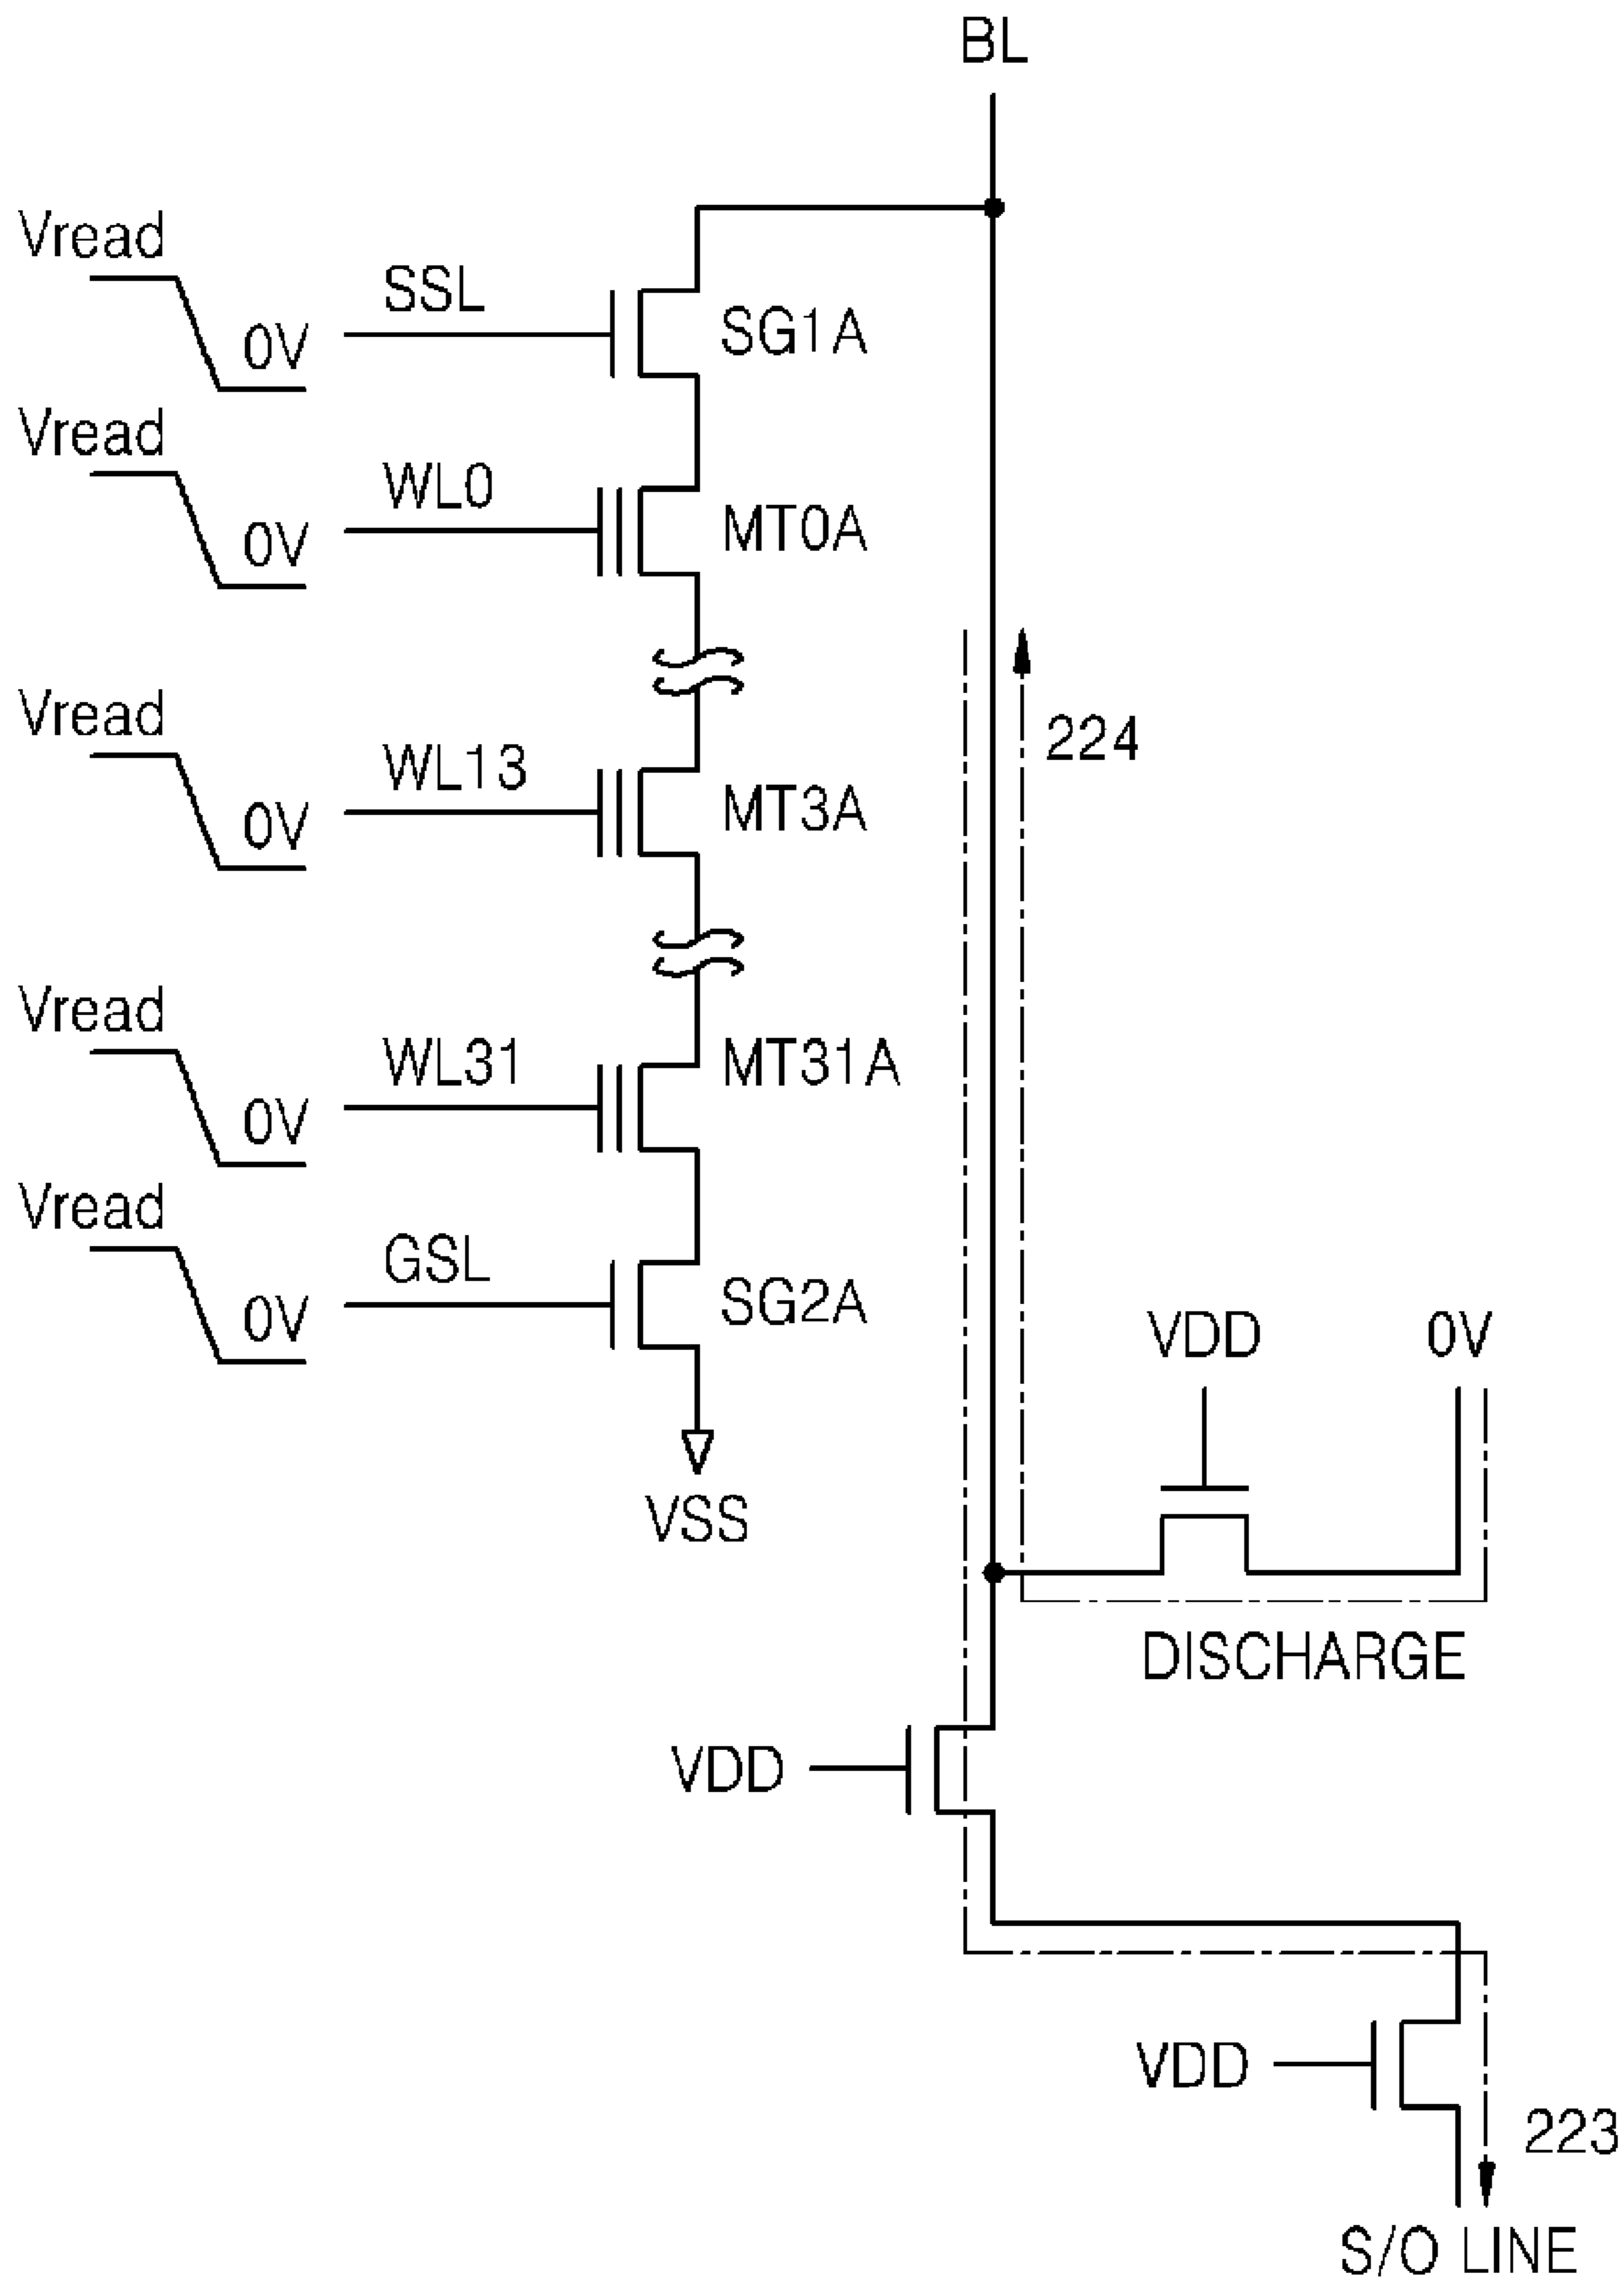 BL
Vread
SSL
0V
SG1A
Vread
WL0
0V
MT0A
Vread
224
WL13
0V
MT3A
Vread
WL31
MT31A
0V
Vread
GSL
0V
SG2A
VDD
0V
VSS
DISCHARGE
VDD
VDD
223
S/O LINE